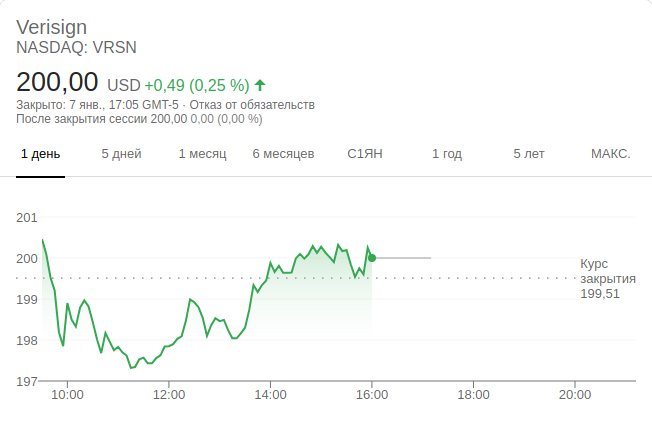 Verisign
NASDAQ: VRSN
200,00 USD +0,49 (0,25 %)
Закрыто: 7 янв., 17:05 GMT-5 · Отказ от обязательств
После закрытия сессии 200,00 0,00 (0,00 %)
1 день 5 дней 1 месяц 6 месяцев С1ЯН 1 год 5 лет МАКС.
201
200
199
198
197
Курс
закрытия
199,51
10:00 12:00 14:00 16:00 18:00 20:00